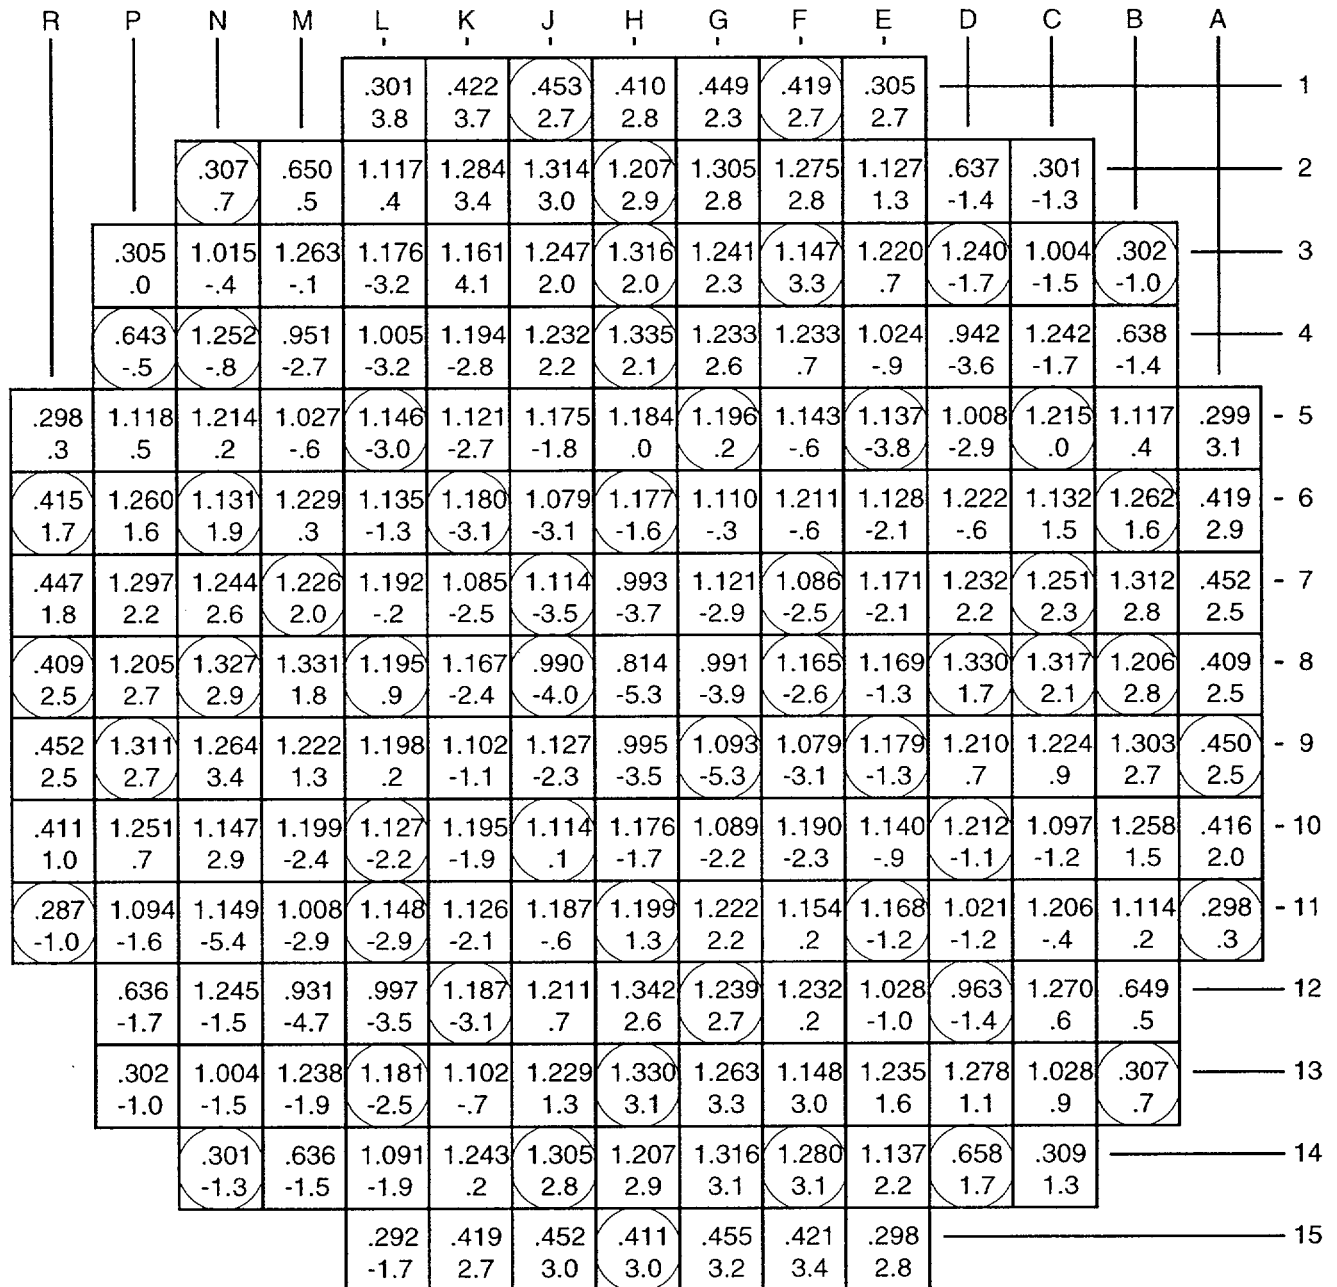 R P N M L K J H G F E D C B A
.301 .422 .453 .410 .449 .419 .305 1
3.8 3.7 2.7 2.8 2.3 2.7 2.7
.307 .650 1.117 1.284 1.314 1.207 1.305 1.275 1.127 .637 .301 2
.7 .5 .4 3.4 3.0 2.9 2.8 2.8 1.3 -1.4 -1.3
.305 1.015 1.263 1.176 1.161 1.247 1.316 1.241 1.147 1.220 1.240 1.004 .302 3
.0 -.4 -.1 -3.2 4.1 2.0 2.0 2.3 3.3 .7 -1.7 -1.5 -1.0
.643 1.252 .951 1.005 1.194 1.232 1.335 1.233 1.233 1.024 .942 1.242 .638 4
-.5 -.8 -2.7 -3.2 -2.8 2.2 2.1 2.6 .7 -.9 -3.6 -1.7 -1.4
.298 1.118 1.214 1.027 1.146 1.121 1.175 1.184 1.196 1.143 1.137 1.008 1.215 1.117 .299 - 5
.3 .5 .2 -.6 -3.0 -2.7 -1.8 .0 .2 -.6 -3.8 -2.9 .0 .4 3.1
.415 1.260 1.131 1.229 1.135 1.180 1.079 1.177 1.110 1.211 1.128 1.222 1.132 1.262 .419 - 6
1.7 1.6 1.9 .3 -1.3 -3.1 -3.1 -1.6 -.3 -.6 -2.1 -.6 1.5 1.6 2.9
.447 1.297 1.244 1.226 1.192 1.085 1.114 .993 1.121 1.086 1.171 1.232 1.251 1.312 .452 - 7
1.8 2.2 2.6 2.0 -.2 -2.5 -3.5 -3.7 -2.9 -2.5 -2.1 2.2 2.3 2.8 2.5
.409 1.205 1.327 1.331 1.195 1.167 .990 .814 .991 1.165 1.169 1.330 1.317 1.206 .409 - 8
2.5 2.7 2.9 1.8 .9 -2.4 -4.0 -5.3 -3.9 -2.6 -1.3 1.7 2.1 2.8 2.5
.452 1.311 1.264 1.222 1.198 1.102 1.127 .995 1.093 1.079 1.179 1.210 1.224 1.303 .450 - 9
2.5 2.7 3.4 1.3 .2 -1.1 -2.3 -3.5 -5.3 -3.1 -1.3 .7 .9 2.7 2.5
.411 1.251 1.147 1.199 1.127 1.195 1.114 1.176 1.089 1.190 1.140 1.212 1.097 1.258 .416 - 10
1.0 .7 2.9 -2.4 -2.2 -1.9 .1 -1.7 -2.2 -2.3 -.9 -1.1 -1.2 1.5 2.0
.287 1.094 1.149 1.008 1.148 1.126 1.187 1.199 1.222 1.154 1.168 1.021 1.206 1.114 .298 - 11
-1.0 -1.6 -5.4 -2.9 -2.9 -2.1 -.6 1.3 2.2 .2 -1.2 -1.2 -.4 .2 .3
.636 1.245 .931 .997 1.187 1.211 1.342 1.239 1.232 1.028 .963 1.270 .649 12
-1.7 -1.5 -4.7 -3.5 -3.1 .7 2.6 2.7 .2 -1.0 -1.4 .6 .5
.302 1.004 1.238 1.181 1.102 1.229 1.330 1.263 1.148 1.235 1.278 1.028 .307 13
-1.0 -1.5 -1.9 -2.5 -.7 1.3 3.1 3.3 3.0 1.6 1.1 .9 .7
.301 .636 1.091 1.243 1.305 1.207 1.316 1.280 1.137 .658 .309 14
-1.3 -1.5 -1.9 .2 2.8 2.9 3.1 3.1 2.2 1.7 1.3
.292 .419 .452 .411 .455 .421 .298 15
-1.7 2.7 3.0 3.0 3.2 3.4 2.8